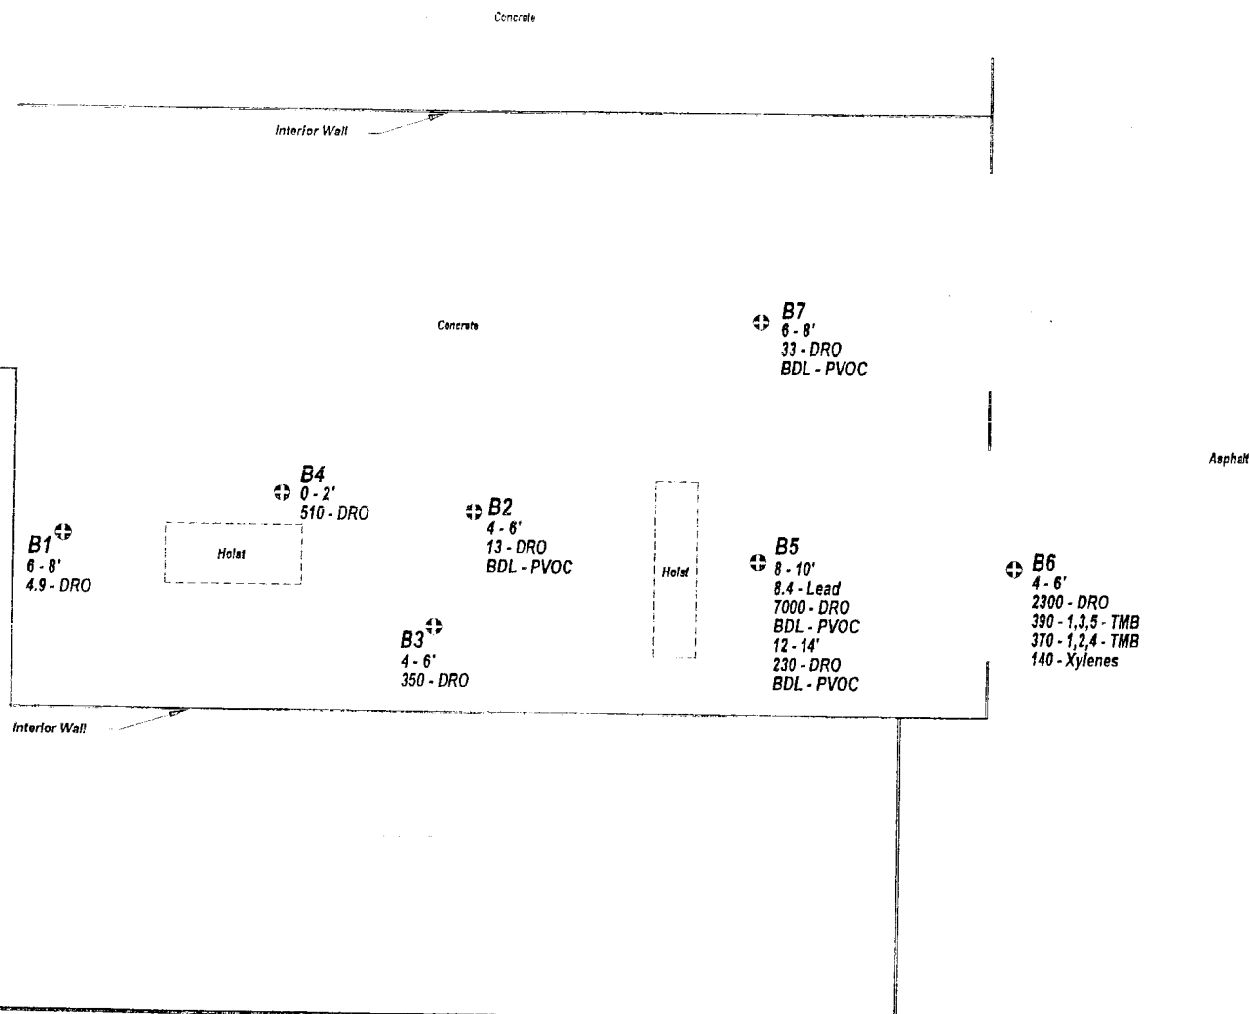 Concrete
Interior Wall
B7
6 - 8'
33 - DRO
BDL - PVOC
Concrete
Asphalt
B4
0 - 2'
510 - DRO
B2
4 - 6'
13 - DRO
BDL - PVOC
B1
6 - 8'
4.9 - DRO
Hoist
Hoist
B5
8 - 10'
8.4 - Lead
7000 - DRO
BDL - PVOC
12 - 14'
230 - DRO
BDL - PVOC
B6
4 - 6'
2300 - DRO
390 - 1,3,5 - TMB
370 - 1,2,4 - TMB
140 - Xylenes
B3
4 - 6'
350 - DRO
Interior Wall